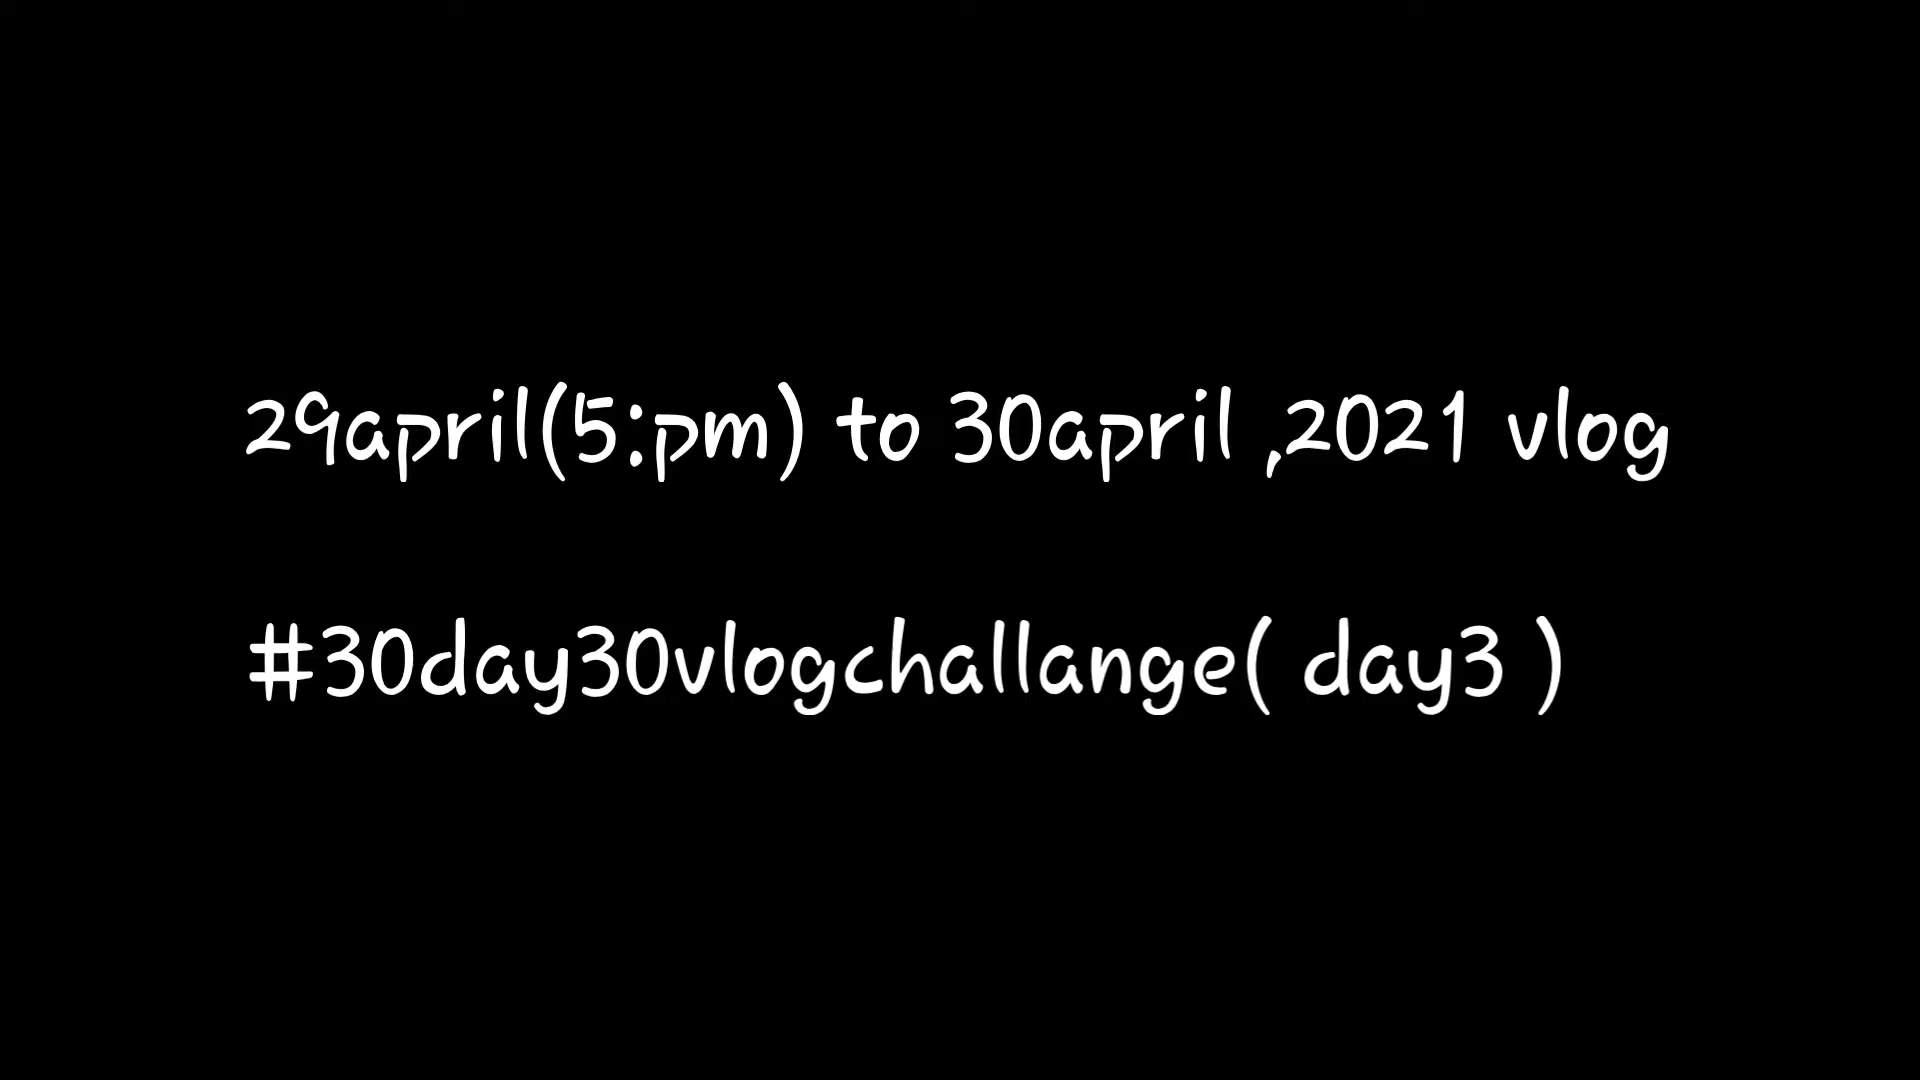 29april(5:pm) to 30april ,2021 vlog
#30day30vlogchallange( day3 )